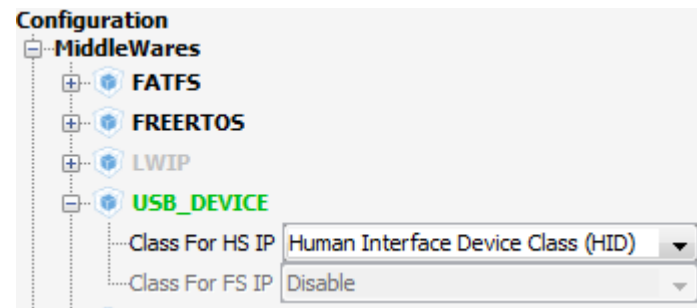 Configuration
MiddleWares
FATFS
FREERTOS
LWIP
USB_DEVICE
Class For HS IP Human Interface Device Class (HID)
Class For FS IP Disable